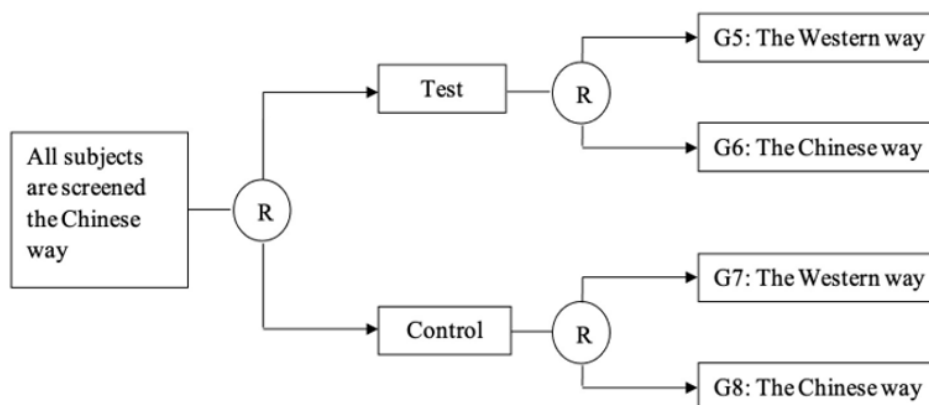 All subjects
are screened
the Chinese
way
R
Test
R
G5: The Western way
G6: The Chinese way
Control
R
G7: The Western way
G8: The Chinese way